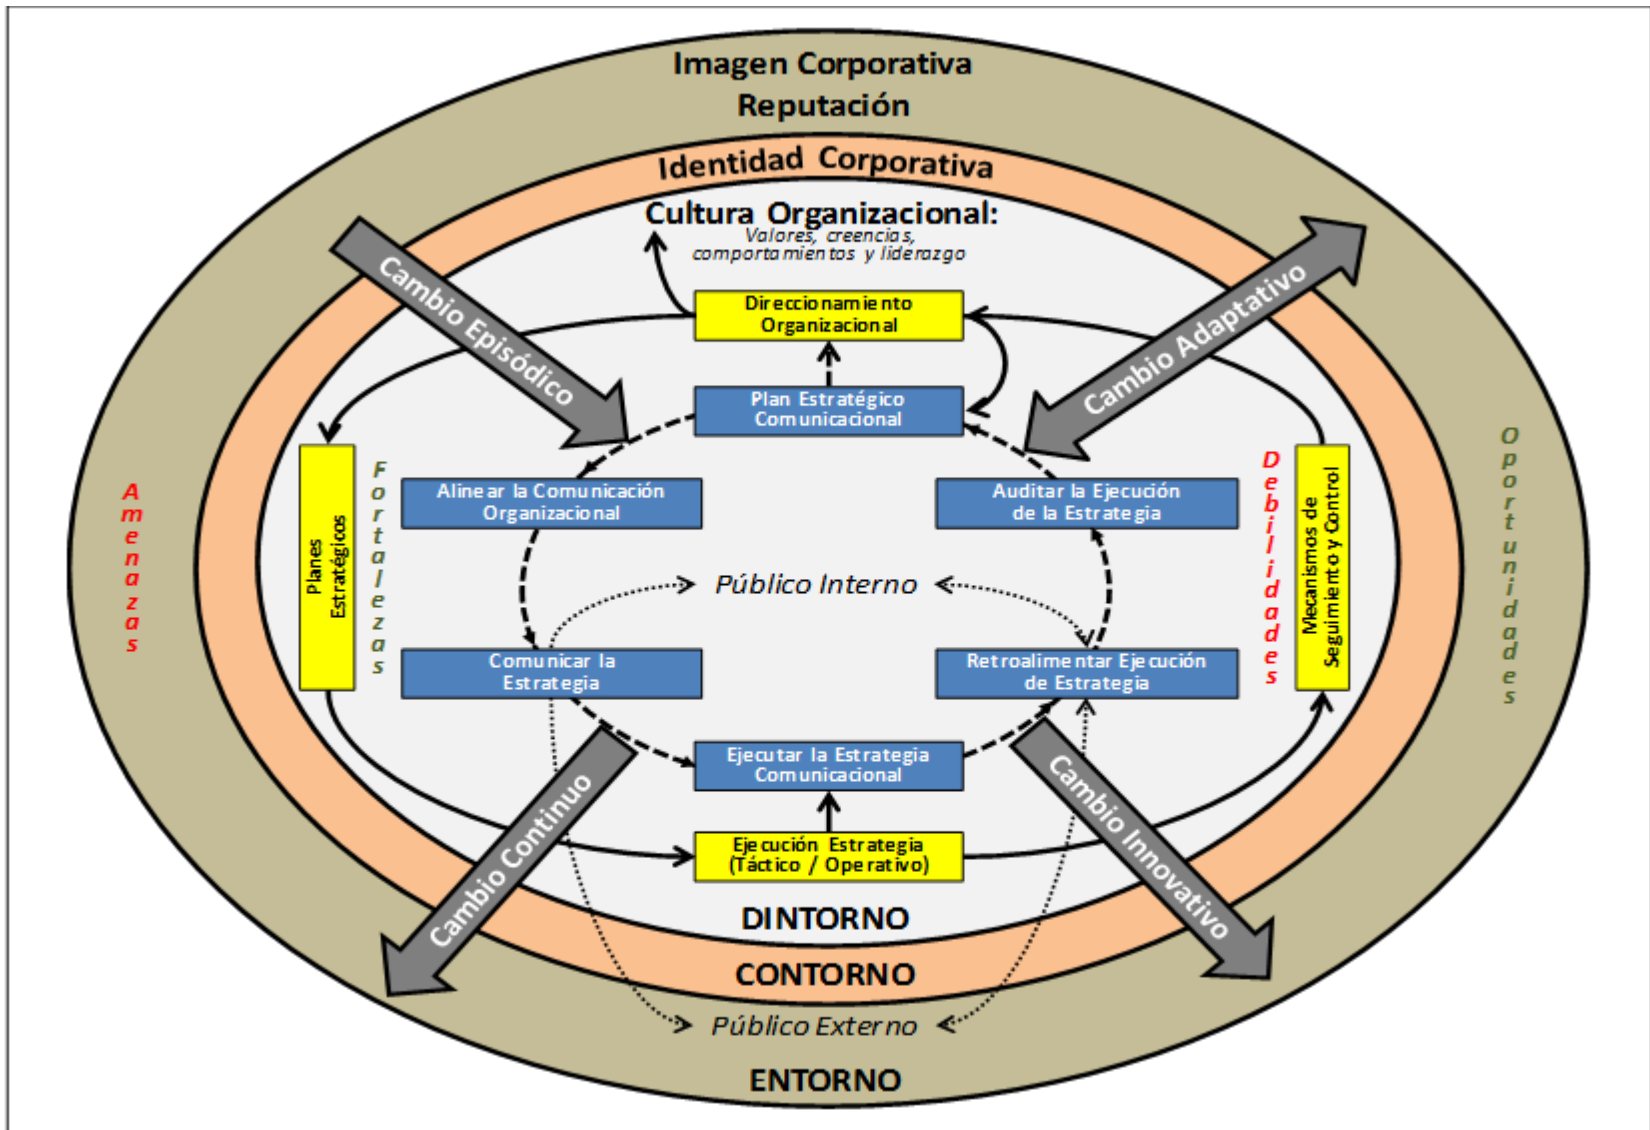 Imagen Corporativa
Reputación
Identidad Corporativa
Cultura Organizacional:
Valores, creencias,
comportamientos y liderazgo
Cambio Episódico
Cambio Adaptativo
Direccionamiento
Organizacional
Plan Estratégico
Comunicacional
Amenazas
Planes
Estratégicos
Fortalezas
Alinear la Comunicación
Organizacional
Auditar la Ejecución
de la Estrategia
Debilidades
Mecanismos de
Seguimiento y Control
Oportunidades
Público Interno
Comunicar la
Estrategia
Retroalimentar Ejecución
de Estrategia
Ejecutar la Estrategia
Comunicacional
Cambio Continuo
Cambio Innovativo
Ejecución Estrategia
(Táctico / Operativo)
DINTORNO
CONTORNO
Público Externo
ENTORNO